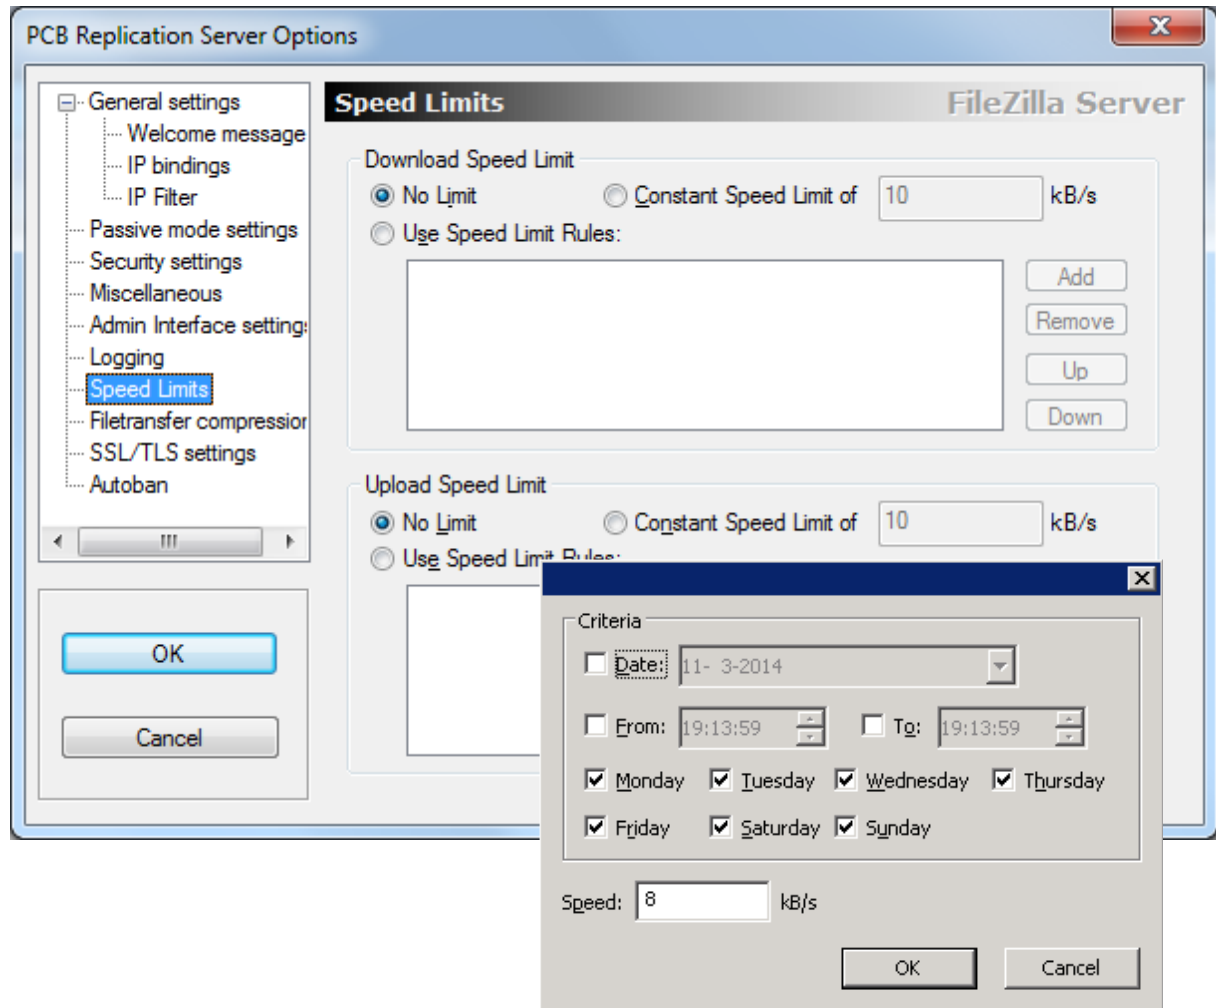 PCB Replication Server Options
General settings
Welcome message
IP bindings
IP Filter
Passive mode settings
Security settings
Miscellaneous
Admin Interface setting
Logging
Speed Limits
Filetransfer compression
SSL/TLS settings
Autoban
OK
Cancel
Speed Limits FileZilla Server
Download Speed Limit
No Limit Constant Speed Limit of 10 kB/s
Use Speed Limit Rules:
Add
Remove
Up
Down
Upload Speed Limit
No Limit Constant Speed Limit of 10 kB/s
Use Speed Limit Rules:
Criteria
Date: 11- 3-2014
From: 19:13:59 To: 19:13:59
Monday Tuesday Wednesday Thursday
Friday Saturday Sunday
Speed: 8 kB/s
OK Cancel